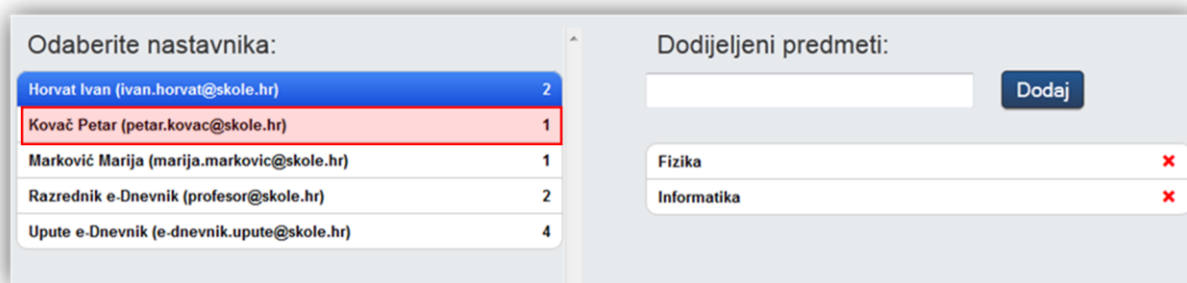 Odaberite nastavnika:
Horvat Ivan (ivan.horvat@skole.hr) 2
Kovač Petar (petar.kovac@skole.hr) 1
Marković Marija (marija.markovic@skole.hr) 1
Razrednik e-Dnevnik (profesor@skole.hr) 2
Upute e-Dnevnik (e-dnevnik.upute@skole.hr) 4
Dodijeljeni predmeti:
Dodaj
Fizika
Informatika